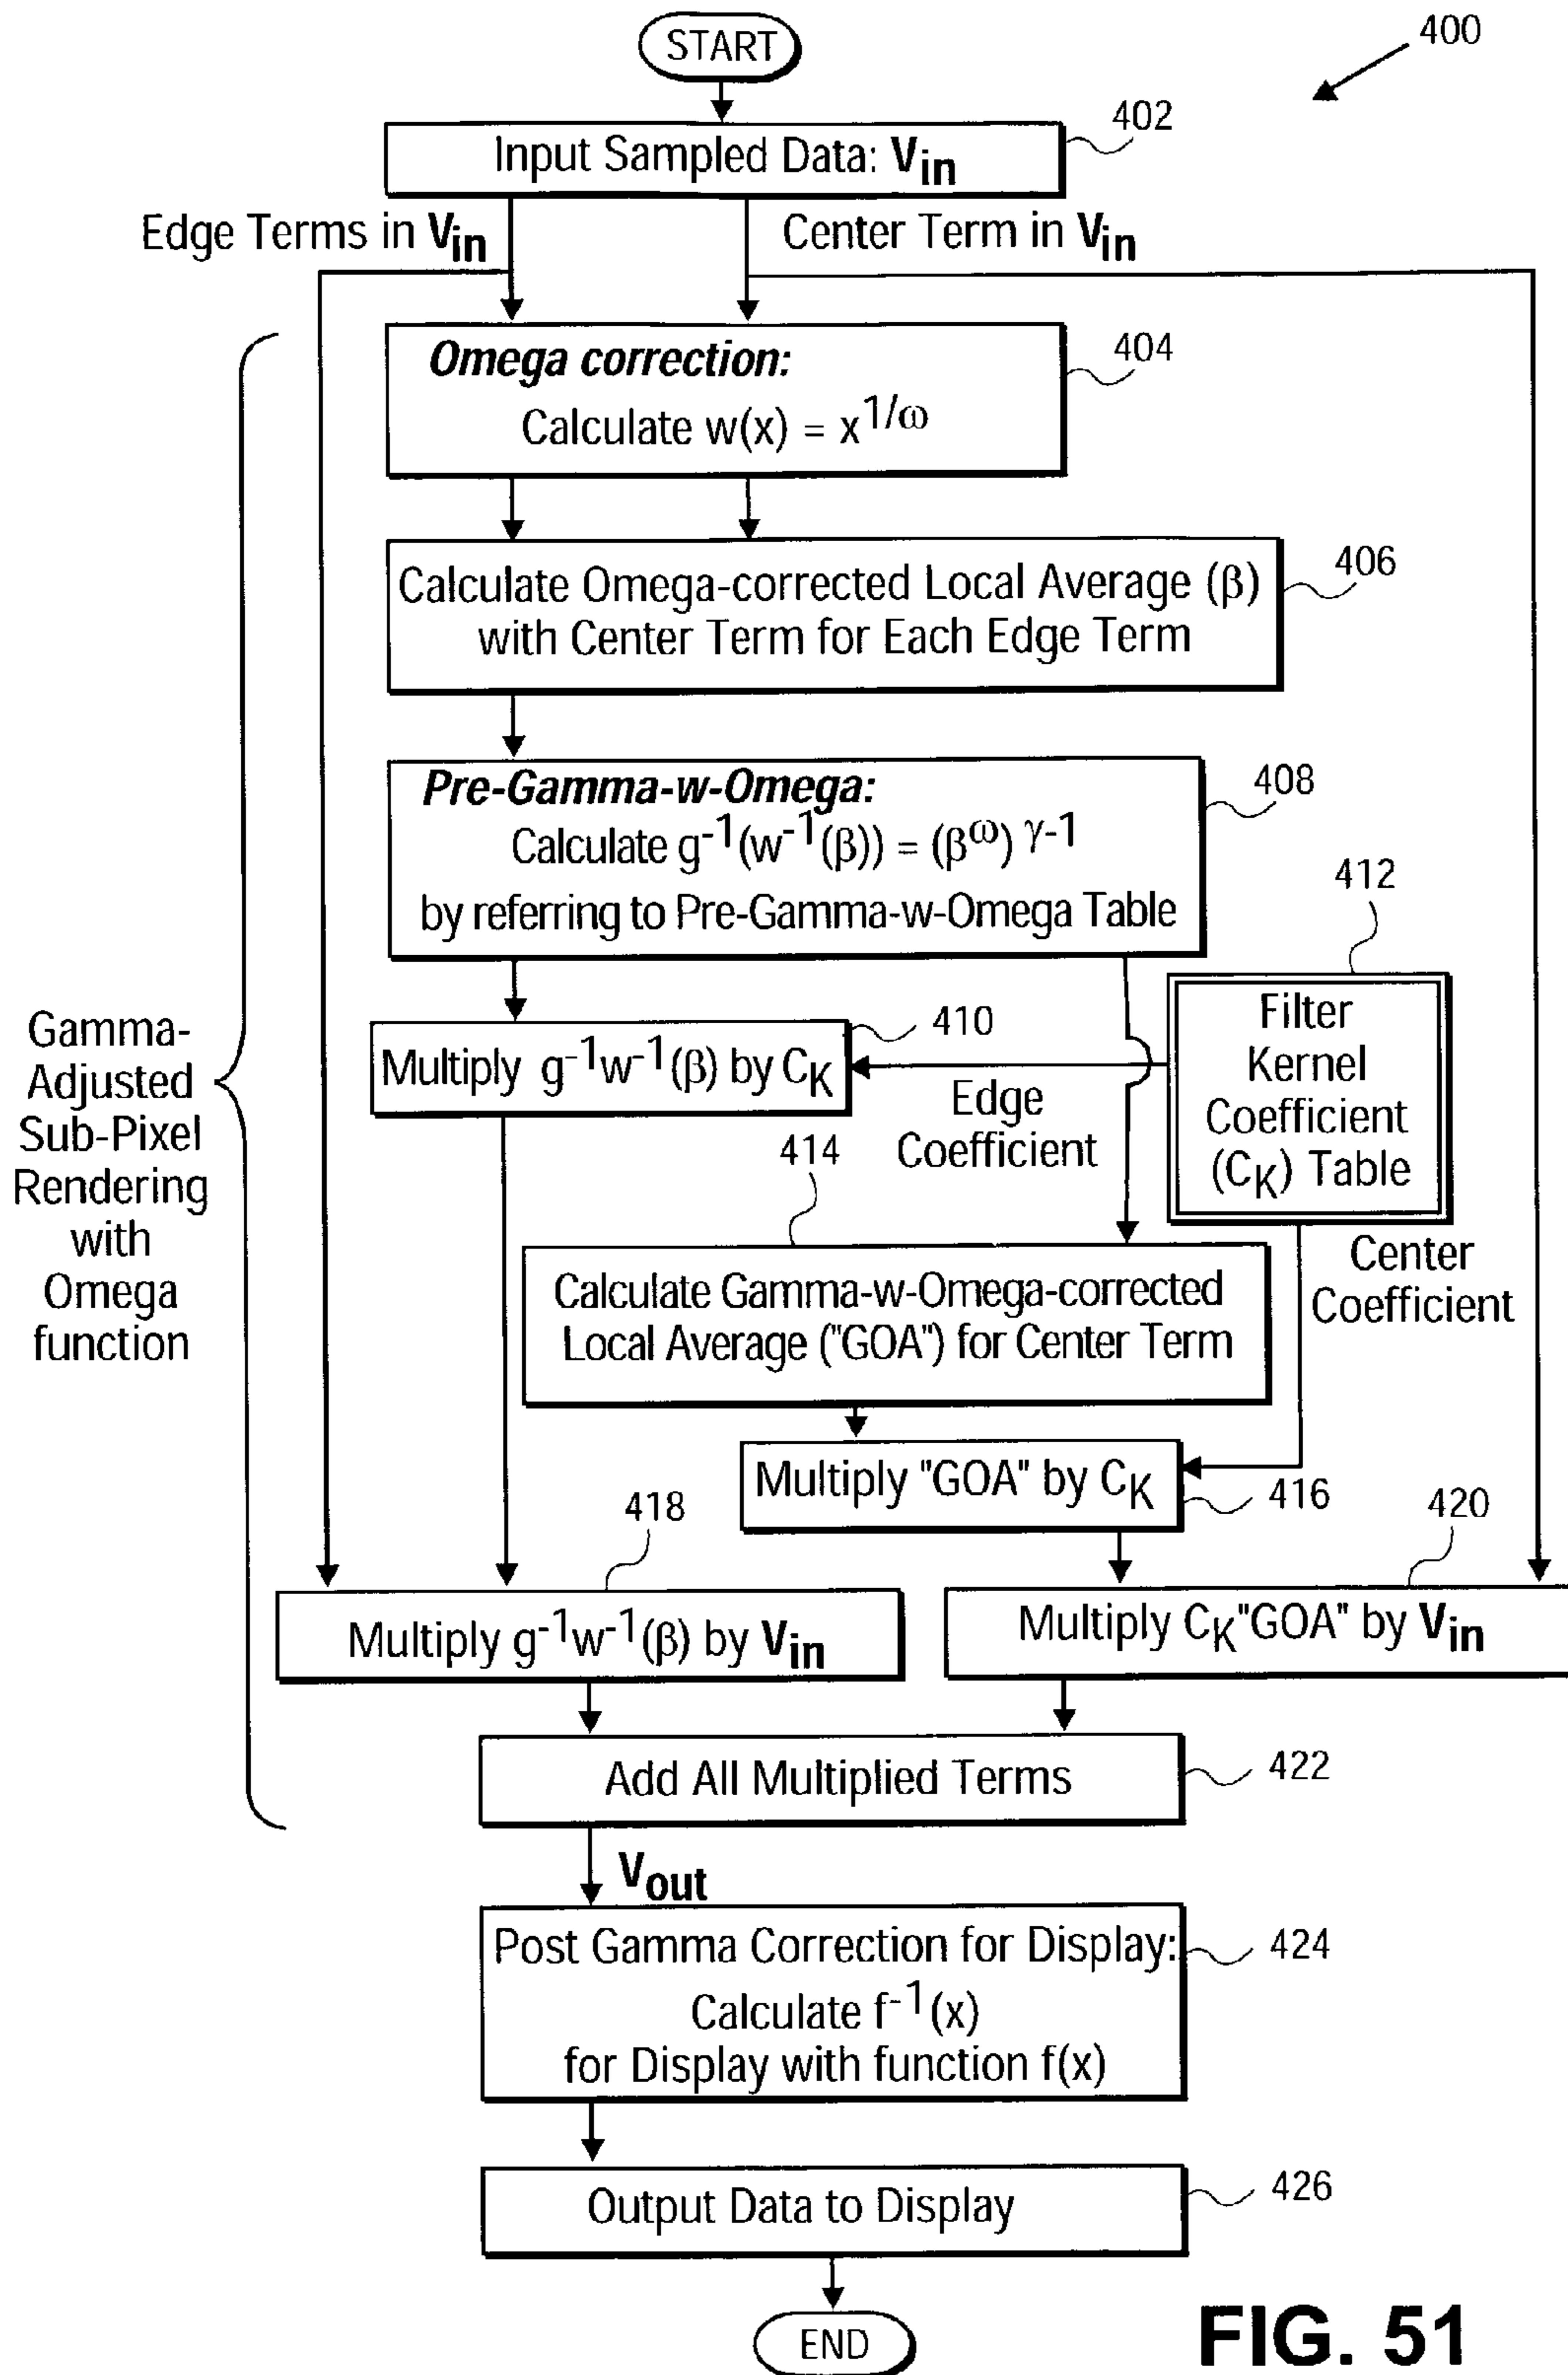 START
400
402
Input Sampled Data: Vin
Edge Terms in Vin
Center Term in Vin
404
Omega correction:
Calculate w(x) = x^1/ω
406
Calculate Omega-corrected Local Average (β)
with Center Term for Each Edge Term
408
Pre-Gamma-w-Omega:
Calculate g^-1(w^-1(β)) = (β^ω)^γ-1
by referring to Pre-Gamma-w-Omega Table
412
Filter
Kernel
Coefficient
(CK) Table
410
Multiply g^-1w^-1(β) by CK
Edge
Coefficient
Gamma-
Adjusted
Sub-Pixel
Rendering
with
Omega
function
414
Center
Coefficient
Calculate Gamma-w-Omega-corrected
Local Average ("GOA") for Center Term
Multiply "GOA" by CK
416
418
420
Multiply g^-1w^-1(β) by Vin
Multiply CK"GOA" by Vin
Add All Multiplied Terms
422
Vout
Post Gamma Correction for Display:
424
Calculate f^-1(x)
for Display with function f(x)
Output Data to Display
426
END
FIG. 51